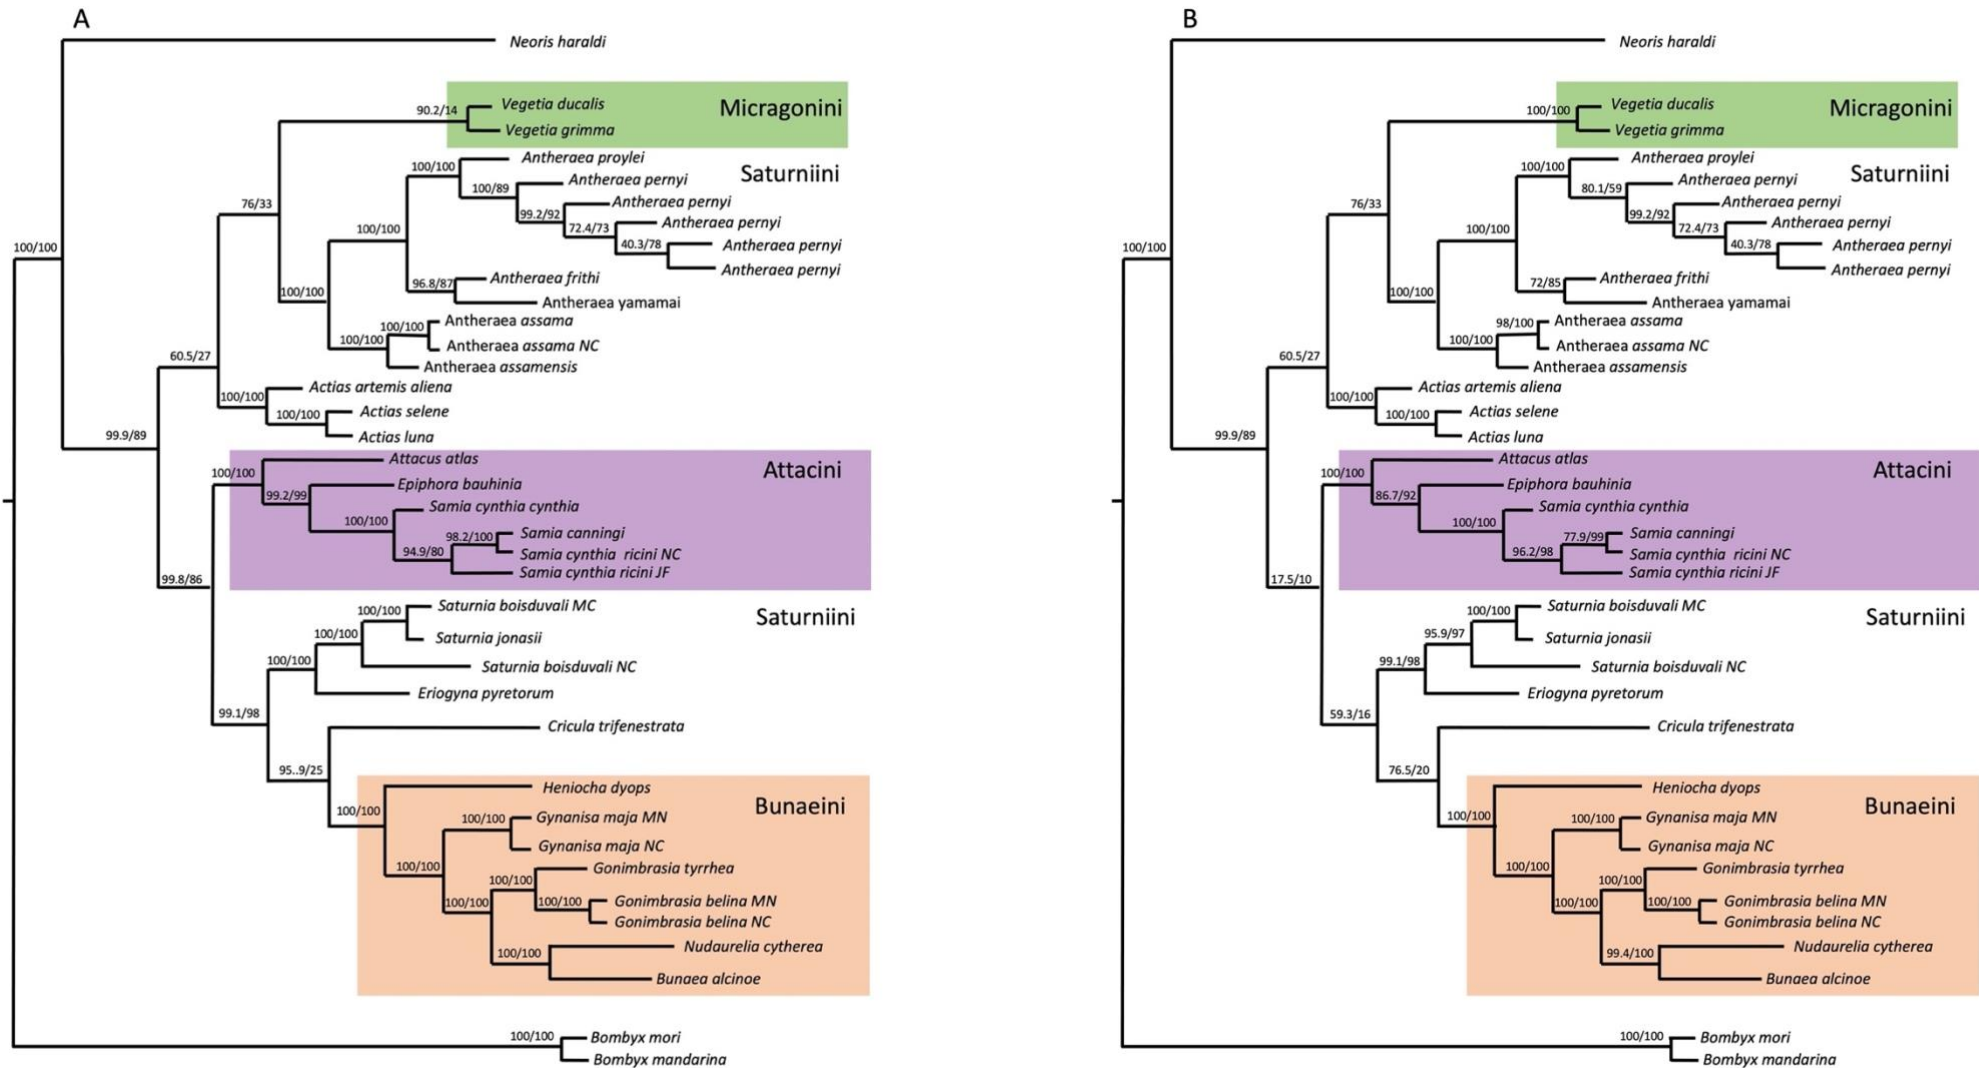 A
Neoris haraldi
90.2/14
Vegetia ducalis
Micragonini
Vegetia grimma
Antheraea proylei
Saturniini
100/100
Antheraea pernyi
100/89
Antheraea pernyi
99.2/92
Antheraea pernyi
72.4/73
Antheraea pernyi
40.3/78
Antheraea pernyi
76/33
100/100
Antheraea frithi
96.8/87
Antheraea yamamai
100/100
Antheraea assama
100/100
Antheraea assama NC
100/100
Antheraea assamensis
100/100
60.5/27
Actias artemis aliena
100/100
Actias selene
100/100
Actias luna
99.9/89
Attacus atlas
Attacini
100/100
Epiphora bauhinia
99.2/99
Samia cynthia cynthia
100/100
Samia canningi
98.2/100
Samia cynthia ricini NC
94.9/80
Samia cynthia ricini JF
99.8/86
Saturnia boisduvali MC
Saturniini
100/100
Saturnia jonasii
100/100
Saturnia boisduvali NC
100/100
Eriogyna pyretorum
99.1/98
Cricula trifenestrata
95..9/25
Heniocha dyops
Bunaeini
100/100
Gynanisa maja MN
100/100
Gynanisa maja NC
100/100
Gonimbrasia tyrrhea
100/100
Gonimbrasia belina MN
100/100
100/100
Gonimbrasia belina NC
Nudaurelia cytherea
100/100
Bunaea alcinoe
Bombyx mori
100/100
Bombyx mandarina
100/100
B
Neoris haraldi
100/100
Vegetia ducalis
Micragonini
Vegetia grimma
Antheraea proylei
Saturniini
100/100
Antheraea pernyi
80.1/59
Antheraea pernyi
99.2/92
Antheraea pernyi
72.4/73
Antheraea pernyi
40.3/78
Antheraea pernyi
76/33
100/100
Antheraea frithi
72/85
Antheraea yamamai
100/100
Antheraea assama
98/100
Antheraea assama NC
100/100
Antheraea assamensis
100/100
60.5/27
Actias artemis aliena
100/100
Actias selene
100/100
Actias luna
99.9/89
Attacus atlas
Attacini
100/100
Epiphora bauhinia
86.7/92
Samia cynthia cynthia
100/100
Samia canningi
77.9/99
Samia cynthia ricini NC
96.2/98
Samia cynthia ricini JF
17.5/10
Saturnia boisduvali MC
Saturniini
100/100
Saturnia jonasii
95.9/97
Saturnia boisduvali NC
99.1/98
Eriogyna pyretorum
59.3/16
Cricula trifenestrata
76.5/20
Heniocha dyops
Bunaeini
100/100
Gynanisa maja MN
100/100
Gynanisa maja NC
100/100
Gonimbrasia tyrrhea
100/100
Gonimbrasia belina MN
100/100
100/100
Gonimbrasia belina NC
Nudaurelia cytherea
99.4/100
Bunaea alcinoe
Bombyx mori
100/100
Bombyx mandarina